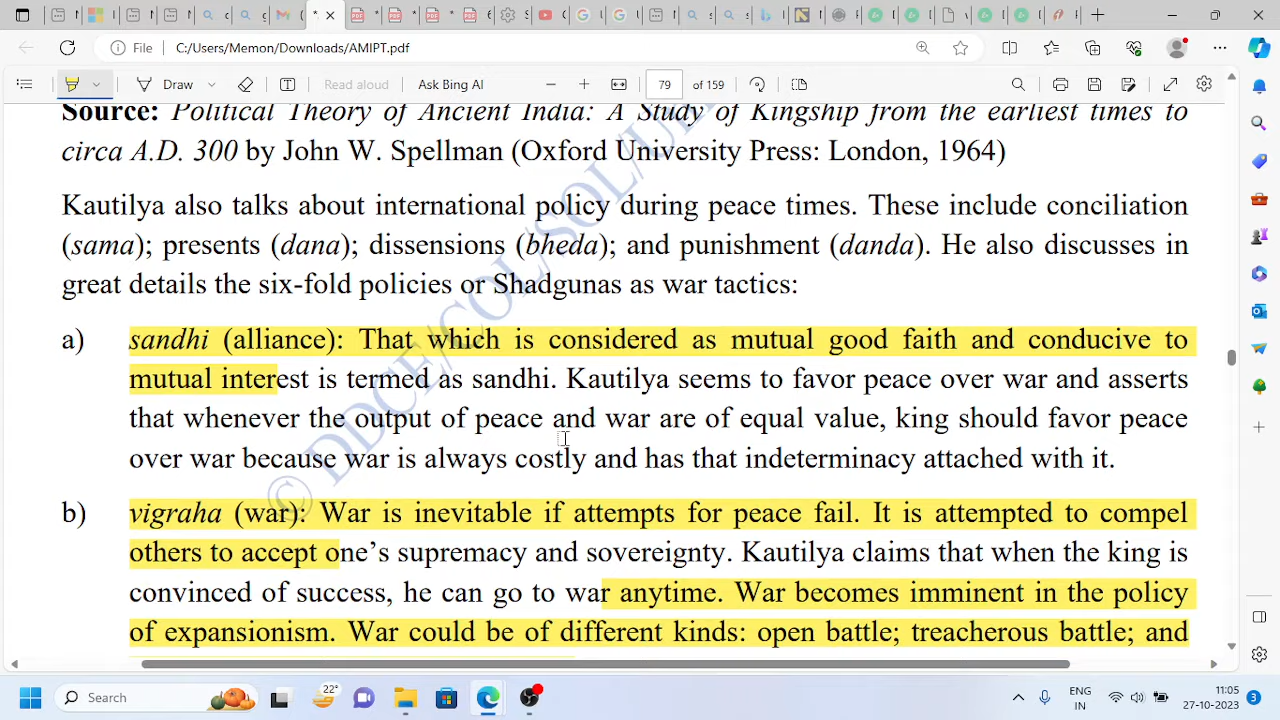 File
C:/Users/Memon/Downloads/AMIPT.pdf
Draw
Read aloud
Ask Bing AI
79 of 159
Source: Political Theory of Ancient India: A Study of Kingship from the earliest times to
circa A.D. 300 by John W. Spellman (Oxford University Press: London, 1964)
Kautilya also talks about international policy during peace times. These include conciliation
(sama); presents (dana); dissensions (bheda); and punishment (danda). He also discusses in
great details the six-fold policies or Shadgunas as war tactics:
a) sandhi (alliance): That which is considered as mutual good faith and conducive to
mutual interest is termed as sandhi. Kautilya seems to favor peace over war and asserts
that whenever the output of peace and war are of equal value, king should favor peace
over war because war is always costly and has that indeterminacy attached with it.
b) vigraha (war): War is inevitable if attempts for peace fail. It is attempted to compel
others to accept one's supremacy and sovereignty. Kautilya claims that when the king is
convinced of success, he can go to war anytime. War becomes imminent in the policy
of expansionism. War could be of different kinds: open battle; treacherous battle; and
© DDCE/COL/SOL/U
Search
22°
ENG
IN
11:05
27-10-2023
3